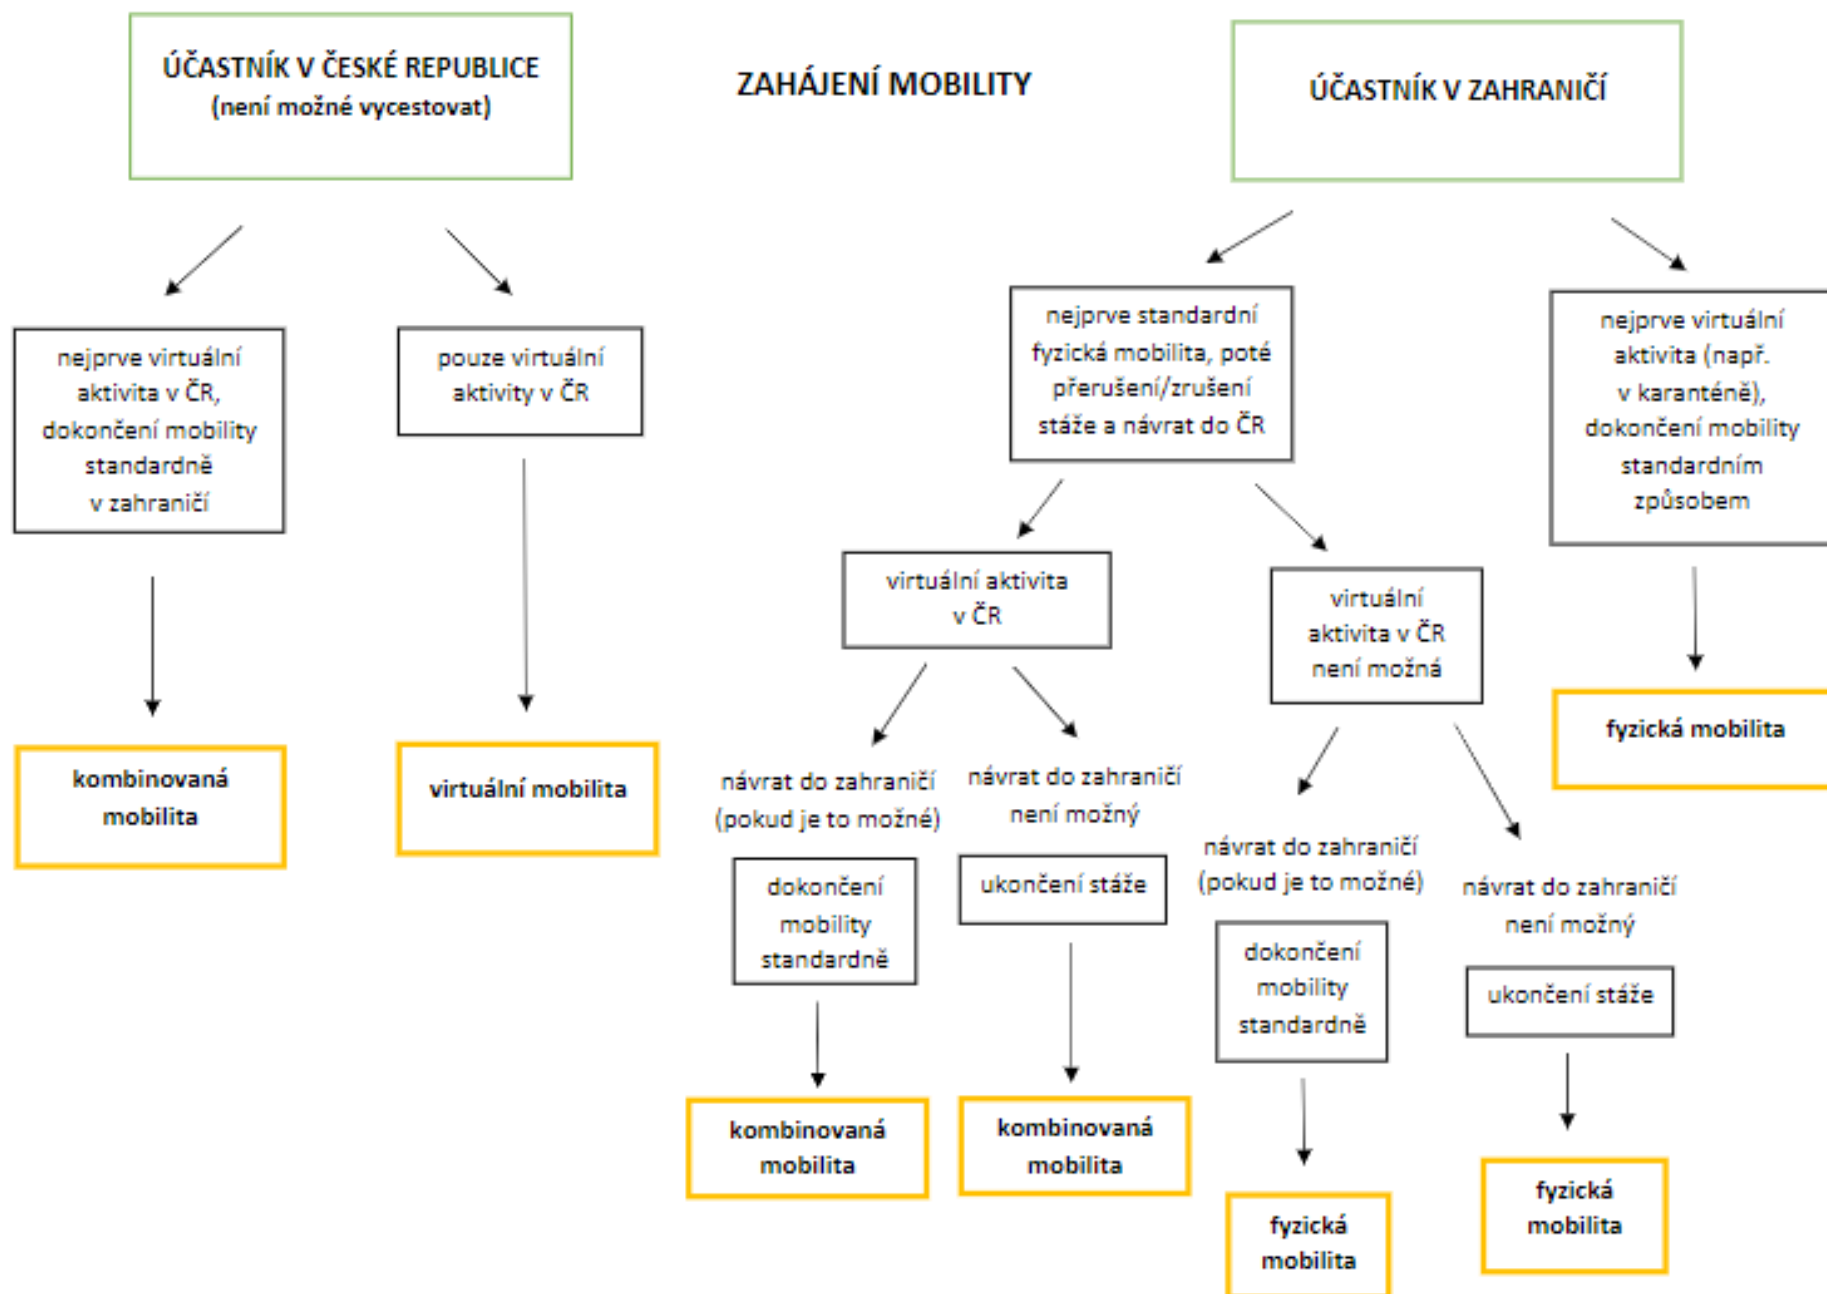 ÚČASTNÍK V ČESKÉ REPUBLICE
(není možné vycestovat)
ZAHÁJENÍ MOBILITY
ÚČASTNÍK V ZAHRANIČÍ
nejprve virtuální
aktivita v ČR,
dokončení mobility
standardně
v zahraničí
pouze virtuální
aktivity v ČR
nejprve standardní
fyzická mobilita, poté
přerušení/zrušení
stáže a návrat do ČR
nejprve virtuální
aktivita (např.
v karanténě),
dokončení mobility
standardním
způsobem
virtuální aktivita
v ČR
virtuální
aktivita v ČR
není možná
kombinovaná
mobilita
virtuální mobilita
fyzická mobilita
návrat do zahraničí
(pokud je to možné)
dokončení
mobility
standardně
návrat do zahraničí
není možný
ukončení stáže
návrat do zahraničí
(pokud je to možné)
dokončení
mobility
standardně
návrat do zahraničí
není možný
ukončení stáže
kombinovaná
mobilita
kombinovaná
mobilita
fyzická
mobilita
fyzická
mobilita